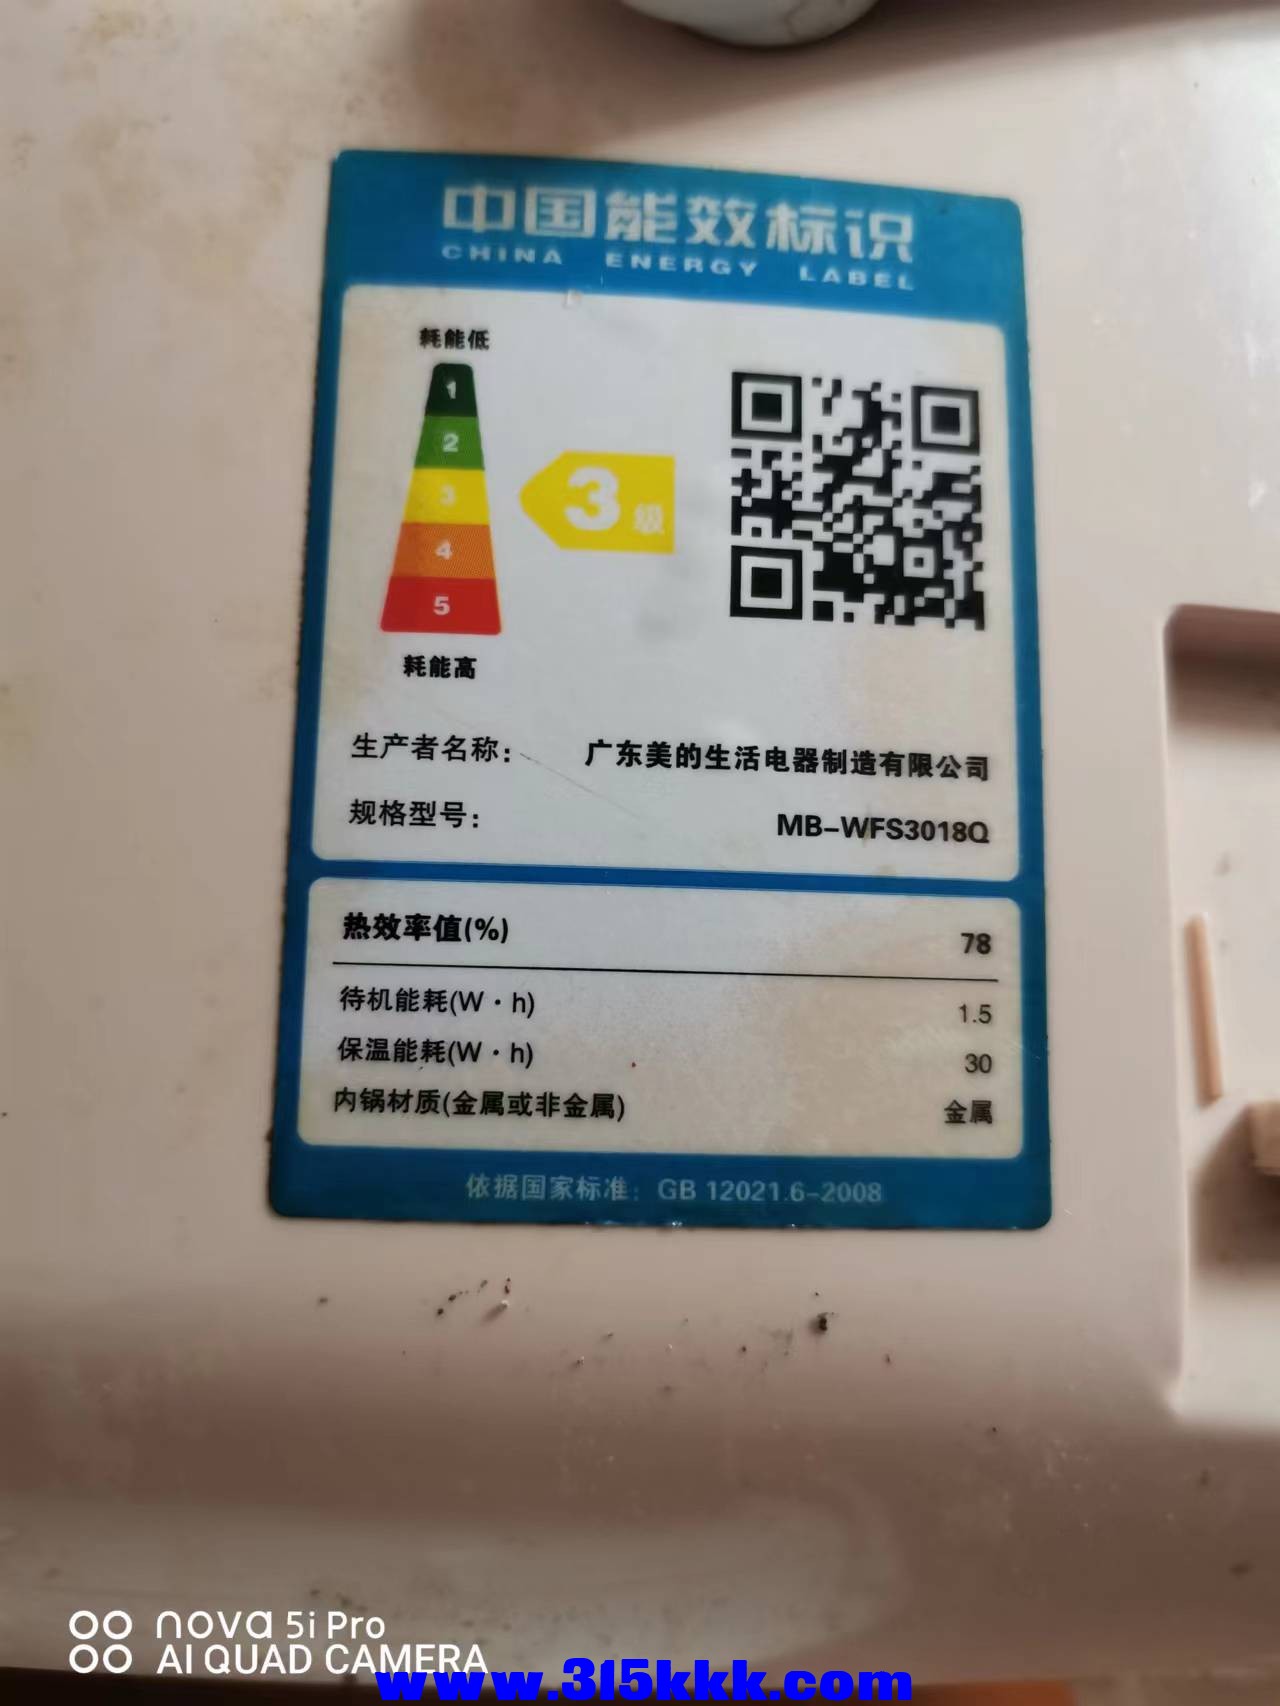 中国能效标识
CHINA ENERGY LABEL
耗能低
1
2
3
4
5
3级
耗能高
生产者名称： 广东美的生活电器制造有限公司
规格型号： MB-WFS3018Q
热效率值(%) 78
待机能耗(W·h) 1.5
保温能耗(W·h) 30
内锅材质(金属或非金属) 金属
依据国家标准：GB 12021.6-2008
nova 5i Pro
AI QUAD CAMERA
www.315kkk.com